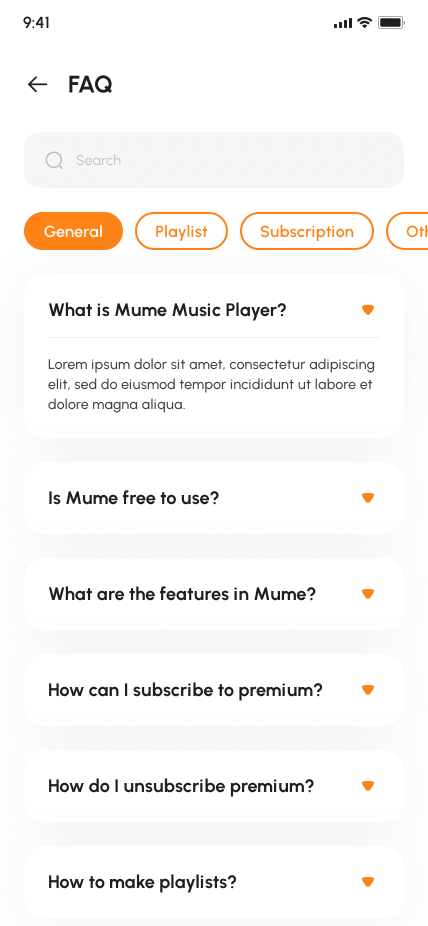 9:41
FAQ
Search
General Playlist Subscription Oth
What is Mume Music Player?
Lorem ipsum dolor sit amet, consectetur adipiscing
elit, sed do eiusmod tempor incididunt ut labore et
dolore magna aliqua.
Is Mume free to use?
What are the features in Mume?
How can I subscribe to premium?
How do I unsubscribe premium?
How to make playlists?